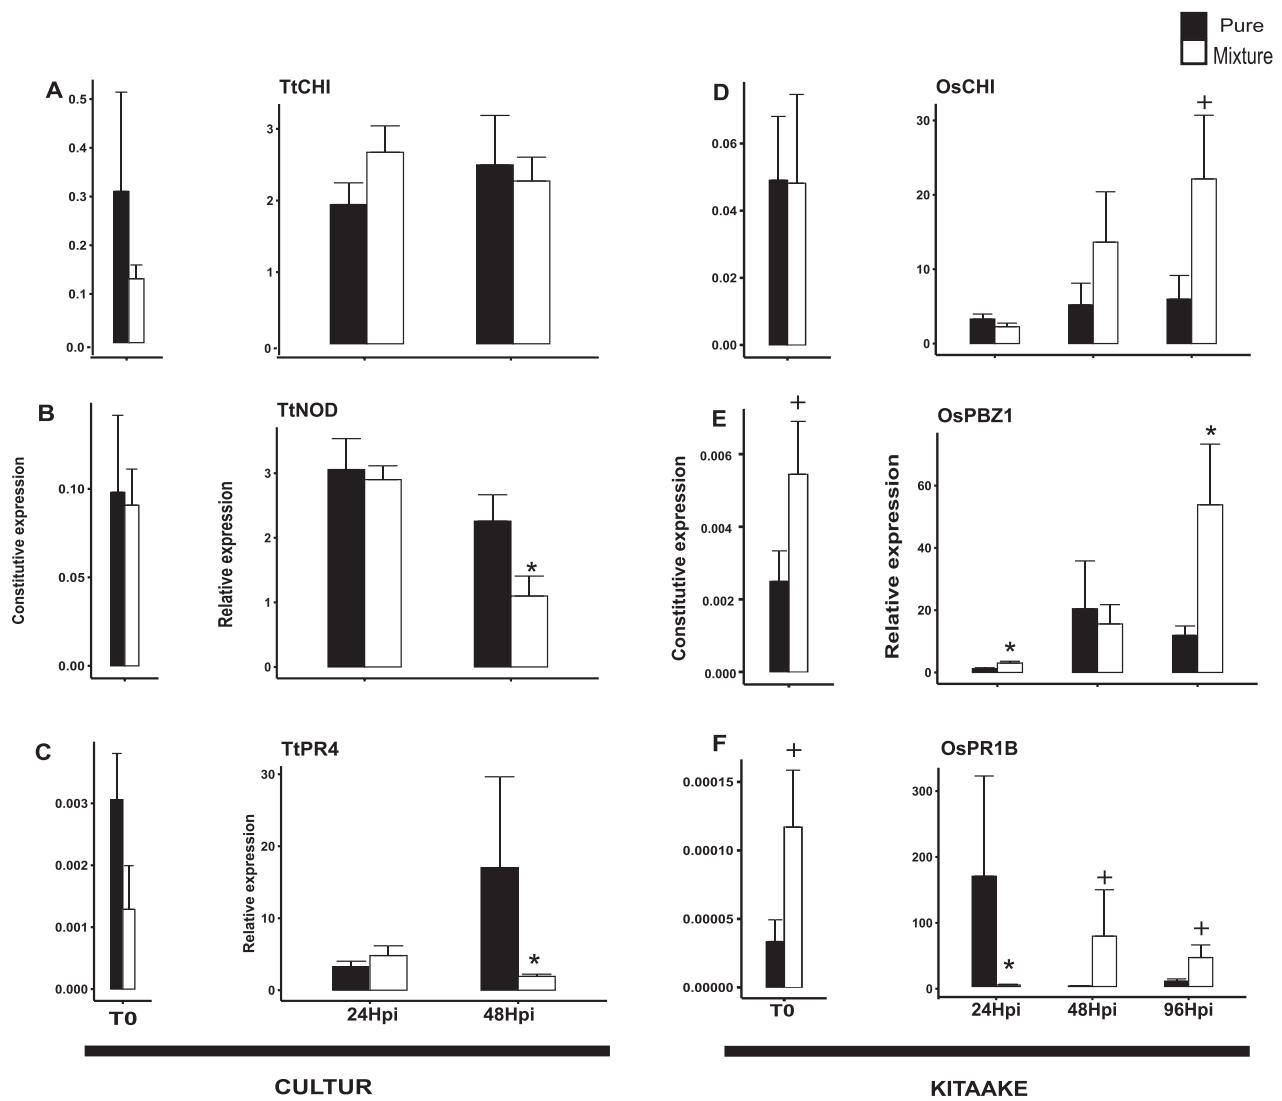 Pure
Mixture
A
TtCHI
0.5
0.4
0.3
0.2
0.1
0.0
3
2
1
0
D
OsCHI
+
0.06
0.04
0.02
0.00
30
20
10
0
B
TtNOD
Constitutive expression
0.10
0.05
0.00
Relative expression
3
2
1
0
*
E
OsPBZ1
+
Constitutive expression
0.006
0.004
0.002
0.000
Relative expression
60
40
20
0
*
*
C
TtPR4
0.003
0.002
0.001
0.000
T0
Relative expression
30
20
10
0
*
24Hpi 48Hpi
F
OsPR1B
+
0.00015
0.00010
0.00005
0.00000
T0
300
200
100
0
*
+
+
24Hpi 48Hpi 96Hpi
CULTUR
KITAAKE